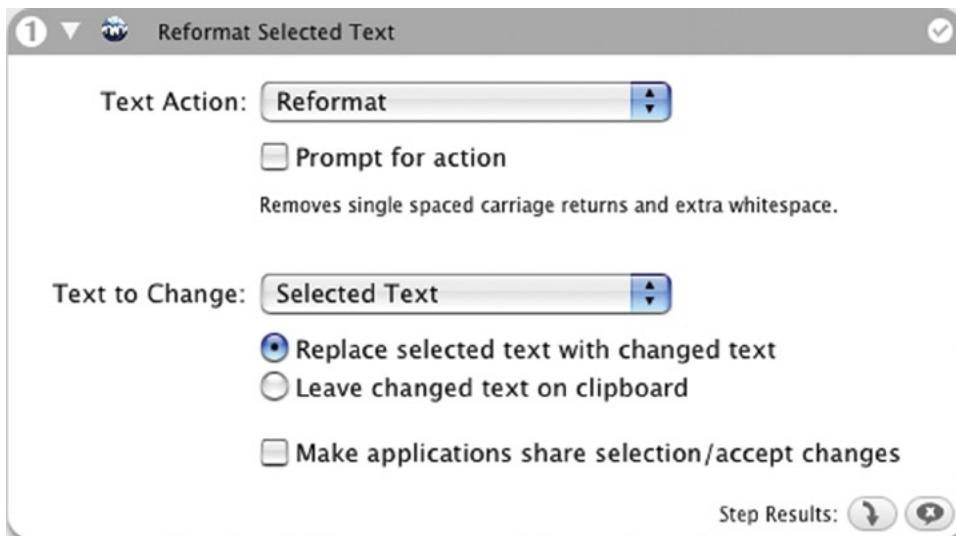 1 Reformat Selected Text
Text Action: Reformat
Prompt for action
Removes single spaced carriage returns and extra whitespace.
Text to Change: Selected Text
Replace selected text with changed text
Leave changed text on clipboard
Make applications share selection/accept changes
Step Results: